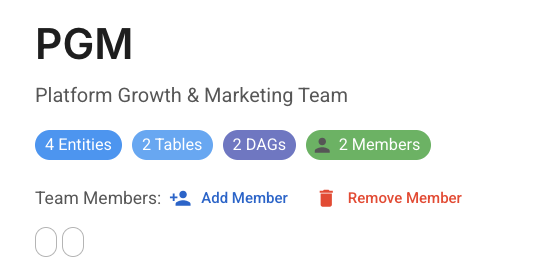 PGM
Platform Growth & Marketing Team
4 Entities 2 Tables 2 DAGs 2 Members
Team Members: Add Member Remove Member